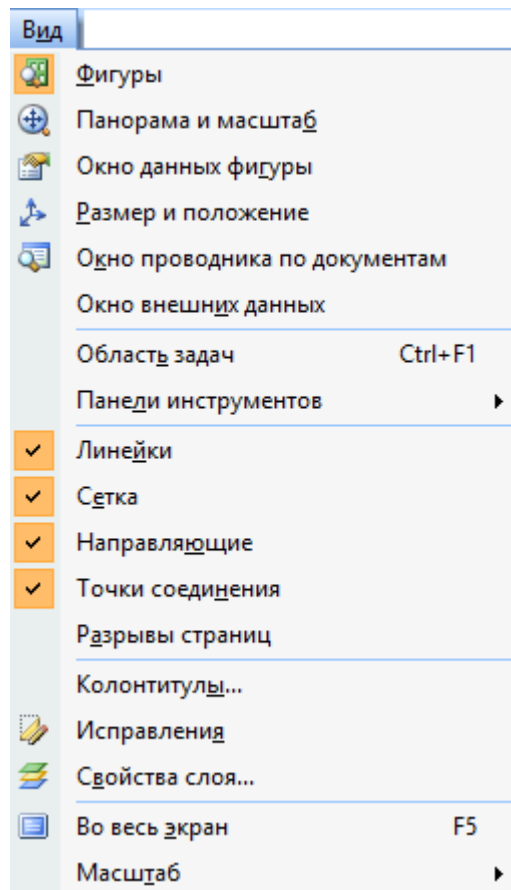 Вид
Фигуры
Панорама и масштаб
Окно данных фигуры
Размер и положение
Окно проводника по документам
Окно внешних данных
Область задач Ctrl+F1
Панели инструментов
Линейки
Сетка
Направляющие
Точки соединения
Разрывы страниц
Колонтитулы...
Исправления
Свойства слоя...
Во весь экран F5
Масштаб